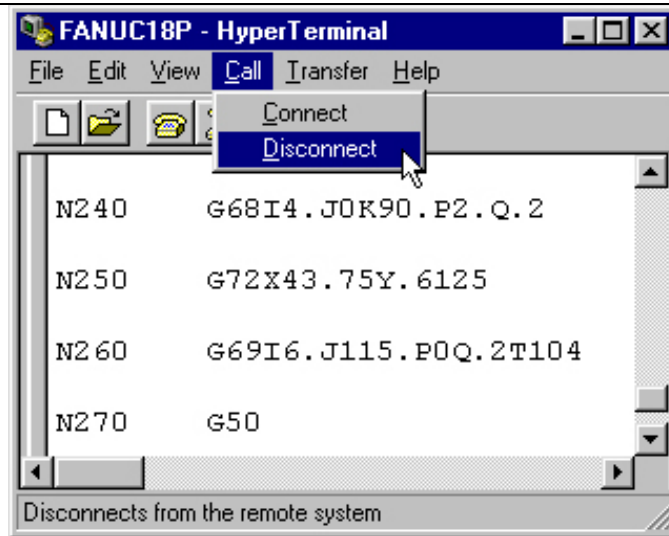 FANUC18P - HyperTerminal
File Edit View Call Transfer Help
Connect
Disconnect
N240 G68I4.J0K90.P2.Q.2
N250 G72X43.75Y.6125
N260 G69I6.J115.P0Q.2T104
N270 G50
Disconnects from the remote system